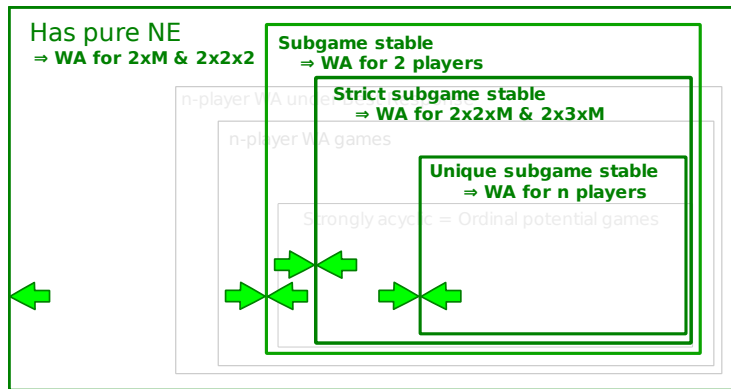 Has pure NE
⇒ WA for 2xM & 2x2x2
Subgame stable
⇒ WA for 2 players
n-player WA under
Strict subgame stable
⇒ WA for 2x2xM & 2x3xM
n-player WA games
Unique subgame stable
⇒ WA for n players
Strongly acyclic = Ordinal potential games